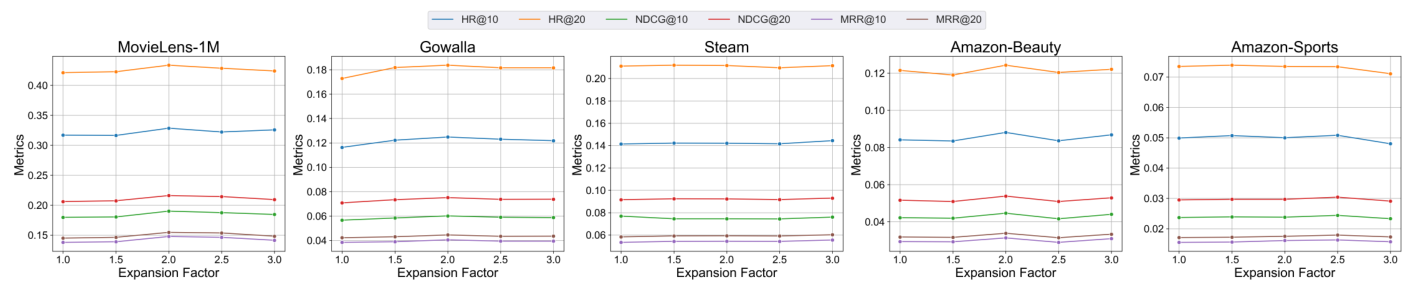 HR@10 HR@20 NDCG@10 NDCG@20 MRR@10 MRR@20
MovieLens-1M
0.40
0.35
0.30
0.25
0.20
0.15
Metrics
1.0 1.5 2.0 2.5 3.0
Expansion Factor
Gowalla
0.18
0.16
0.14
0.12
0.10
0.08
0.06
0.04
Metrics
1.0 1.5 2.0 2.5 3.0
Expansion Factor
Steam
0.20
0.18
0.16
0.14
0.12
0.10
0.08
0.06
Metrics
1.0 1.5 2.0 2.5 3.0
Expansion Factor
Amazon-Beauty
0.12
0.10
0.08
0.06
0.04
Metrics
1.0 1.5 2.0 2.5 3.0
Expansion Factor
Amazon-Sports
0.07
0.06
0.05
0.04
0.03
0.02
Metrics
1.0 1.5 2.0 2.5 3.0
Expansion Factor